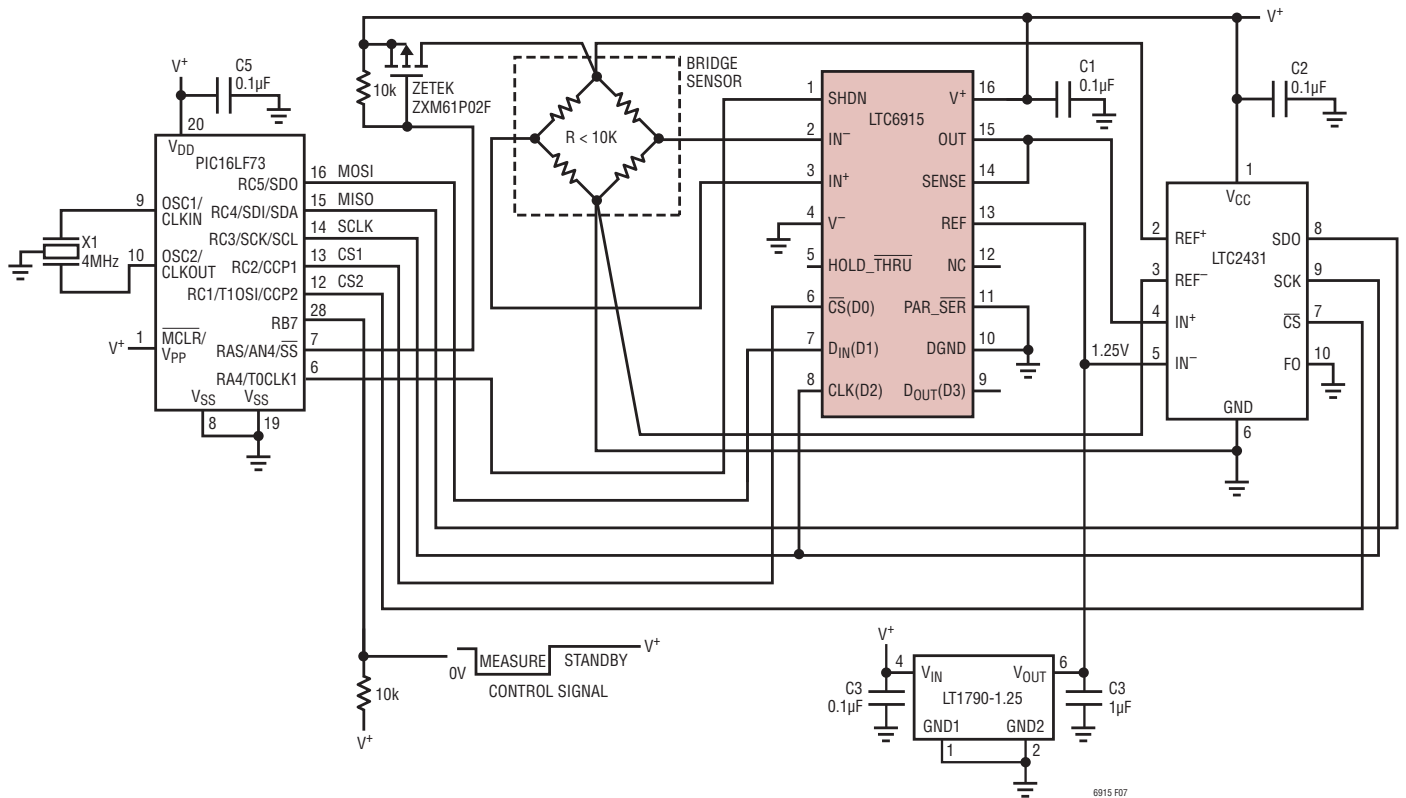 V+
V+
C5
0.1µF
10k
ZETEK
ZXM61P02F
BRIDGE
SENSOR
R < 10K
C1
0.1µF
C2
0.1µF
20
VDD
PIC16LF73
9
OSC1/
CLKIN
10
OSC2/
CLKOUT
X1
4MHz
V+
1
MCLR/
VPP
VSS
VSS
8
19
RC5/SDO
16
MOSI
RC4/SDI/SDA
15
MISO
RC3/SCK/SCL
14
SCLK
RC2/CCP1
13
CS1
RC1/T1OSI/CCP2
12
CS2
RB7
28
RAS/AN4/SS
7
RA4/T0CLK1
6
LTC6915
1
SHDN
2
IN−
3
IN+
4
V−
5
HOLD_THRU
6
CS(D0)
7
DIN(D1)
8
CLK(D2)
V+
16
OUT
15
SENSE
14
REF
13
NC
12
PAR_SER
11
DGND
10
DOUT(D3)
9
1.25V
1
VCC
LTC2431
2
REF+
3
REF−
4
IN+
5
IN−
SDO
8
SCK
9
CS
7
FO
10
GND
6
0V
MEASURE
STANDBY
V+
CONTROL SIGNAL
10k
V+
V+
4
VIN
VOUT
6
LT1790-1.25
GND1
GND2
1
2
C3
0.1µF
C3
1µF
6915 F07